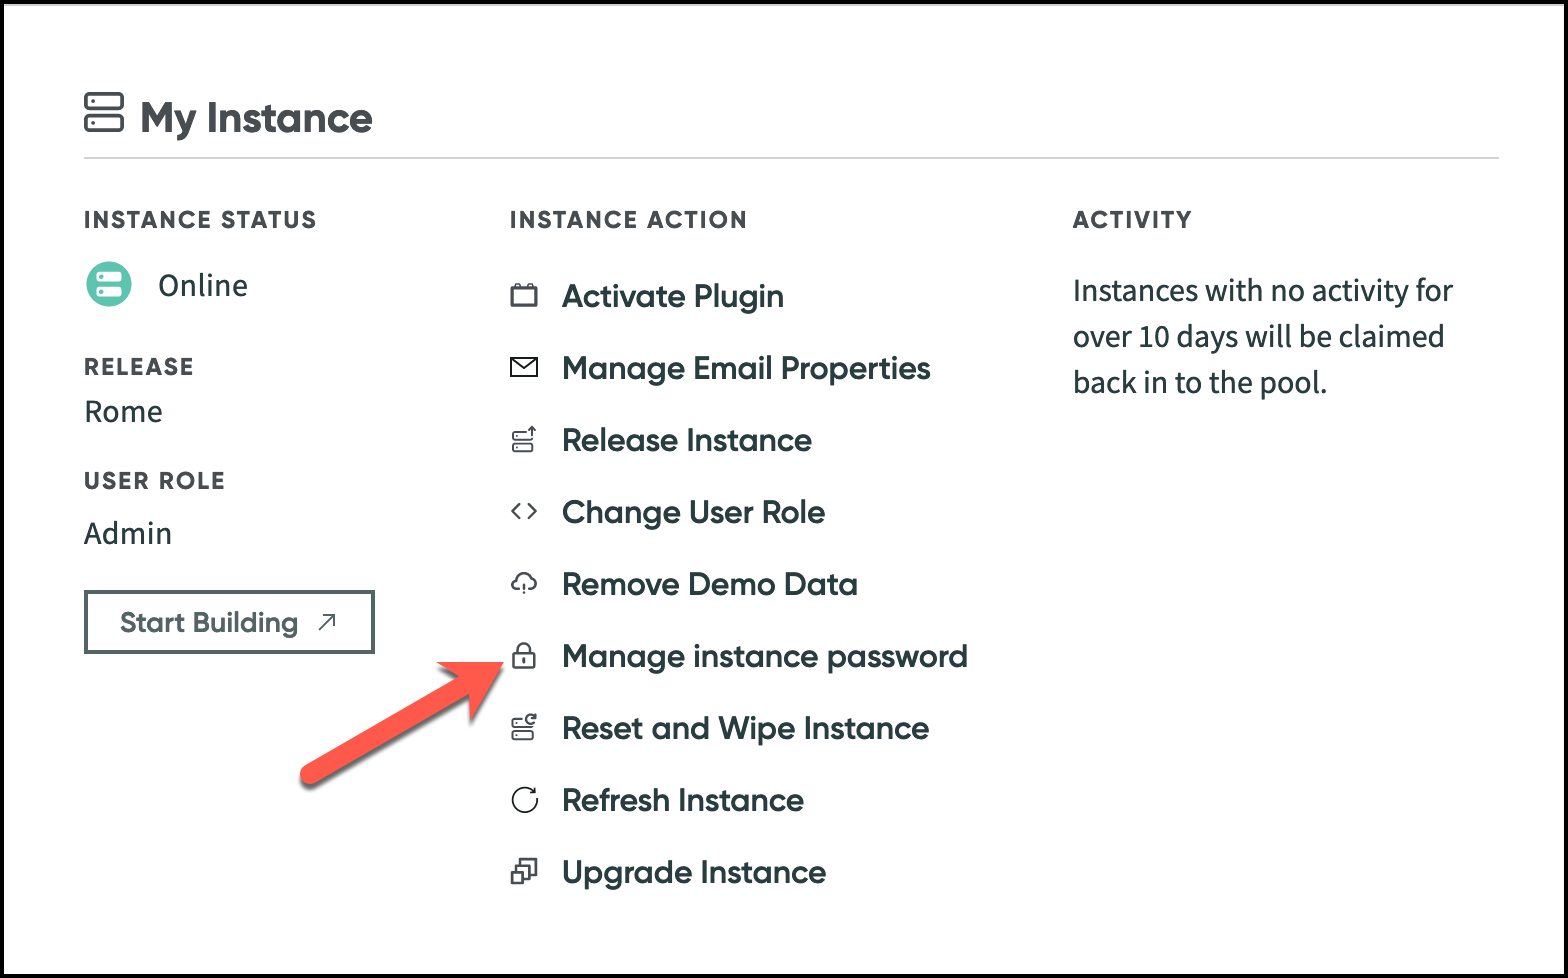 My Instance
INSTANCE STATUS
Online
RELEASE
Rome
USER ROLE
Admin
Start Building
INSTANCE ACTION
Activate Plugin
Manage Email Properties
Release Instance
Change User Role
Remove Demo Data
Manage instance password
Reset and Wipe Instance
Refresh Instance
Upgrade Instance
ACTIVITY
Instances with no activity for
over 10 days will be claimed
back in to the pool.